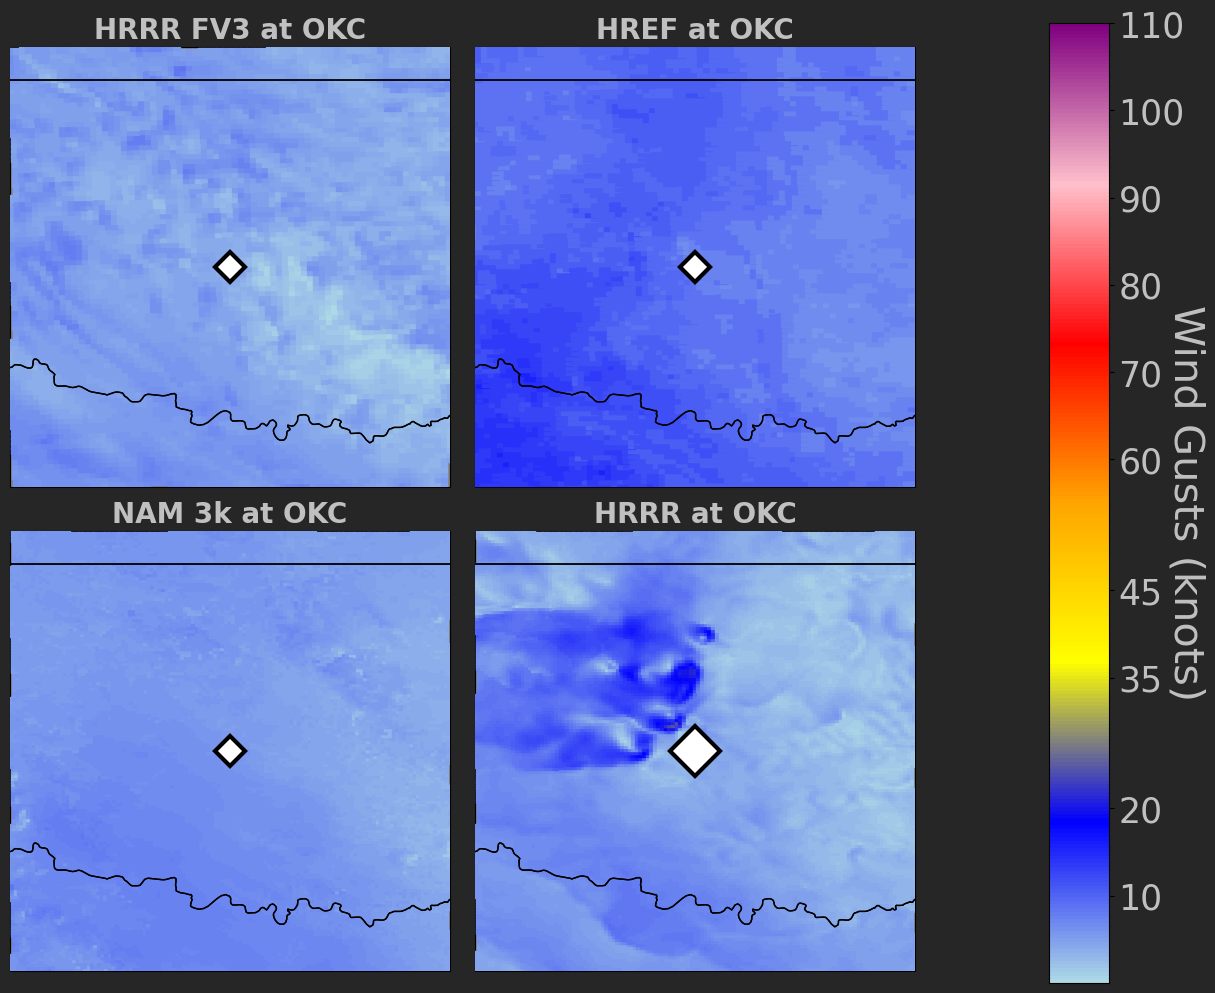 HRRR FV3 at OKC
HREF at OKC
NAM 3k at OKC
HRRR at OKC
110
100
90
80
70
60
45
35
20
10
Wind Gusts (knots)